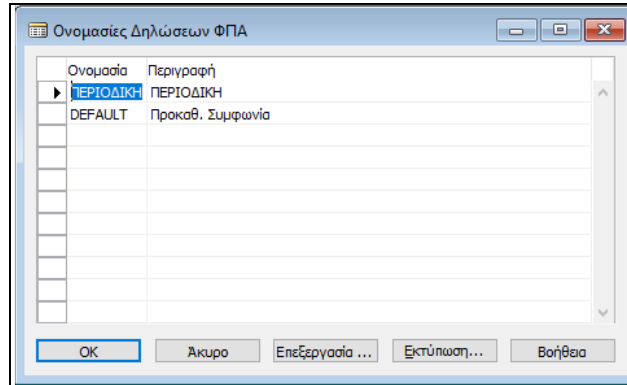 Ονομασίες Δηλώσεων ΦΠΑ
Ονομασία Περιγραφή
ΠΕΡΙΟΔΙΚΗ ΠΕΡΙΟΔΙΚΗ
DEFAULT Προκαθ. Συμφωνία
OK Άκυρο Επεξεργασία ... Εκτύπωση... Βοήθεια